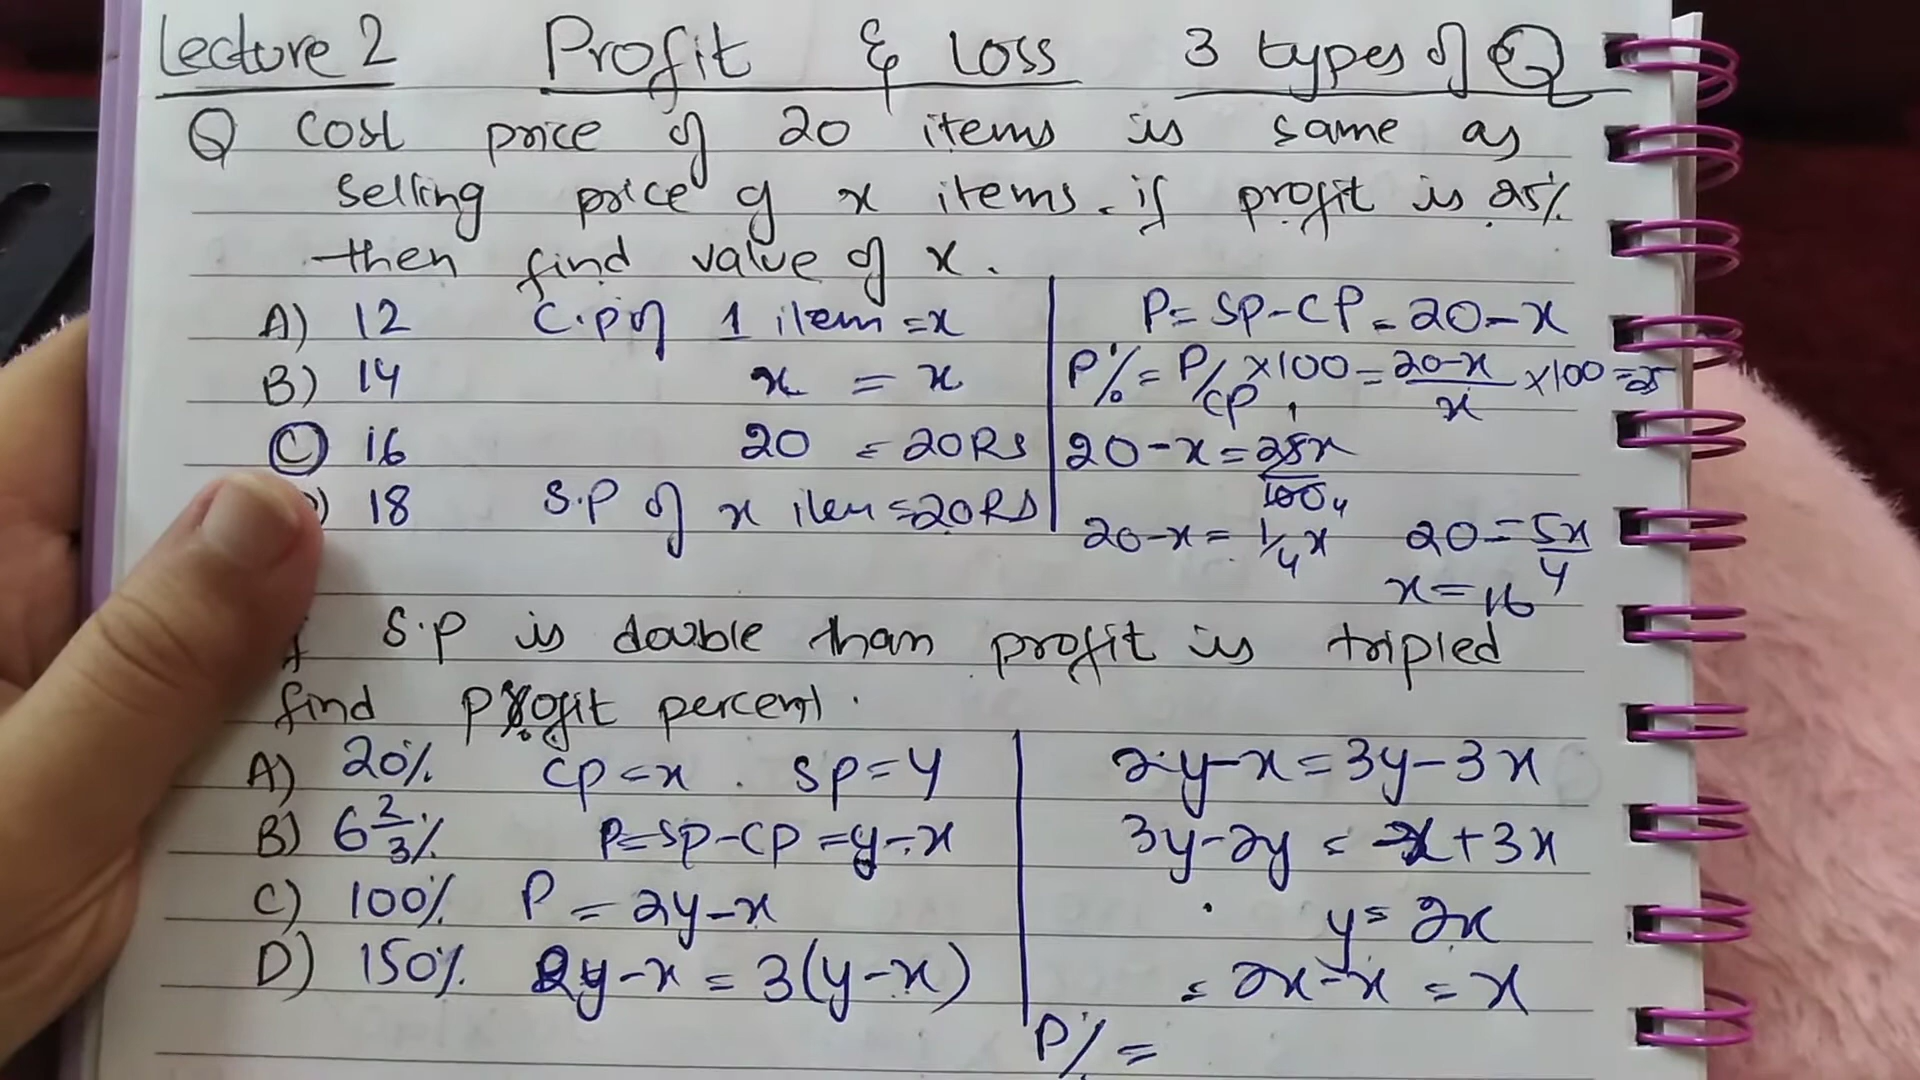 Lecture 2 Profit & Loss 3 types of Q
Q Cost price of 20 items is same as
selling price of x items. if profit is 25%
then find value of x.
A) 12
B) 14
C) 16
) 18
C.P of 1 item = x
x = x
20 = 20RS
S.P of x item = 20RS
P = SP - CP = 20 - x
P% = P/CP × 100 = 20-x/x × 100 = 25
20 - x = 25x/100 4
20 - x = 1/4 x 20 = 5x/4
x = 16
S.P is double than profit is tripled
find profit percent.
A) 20%
B) 6 2/3 %
C) 100%
D) 150%
CP = x . SP = y
P = SP - CP = y - x
P = 2y - x
2y - x = 3(y - x)
2y - x = 3y - 3x
3y - 2y = -x + 3x
y = 2x
= 2x - x = x
P% =